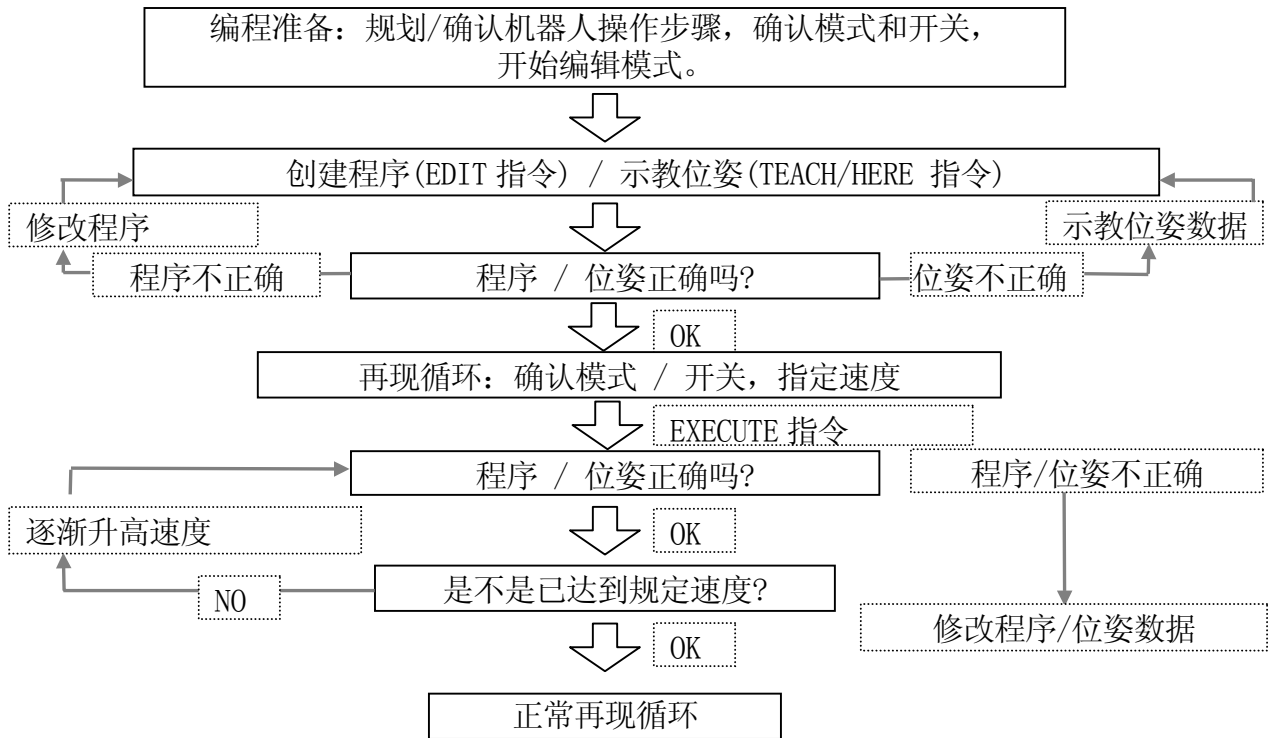 编程准备：规划/确认机器人操作步骤，确认模式和开关，
开始编辑模式。
创建程序(EDIT 指令) / 示教位姿(TEACH/HERE 指令)
修改程序
示教位姿数据
程序不正确
程序 / 位姿正确吗?
位姿不正确
OK
再现循环：确认模式 / 开关，指定速度
EXECUTE 指令
程序 / 位姿正确吗?
程序/位姿不正确
逐渐升高速度
OK
NO
是不是已达到规定速度?
修改程序/位姿数据
OK
正常再现循环